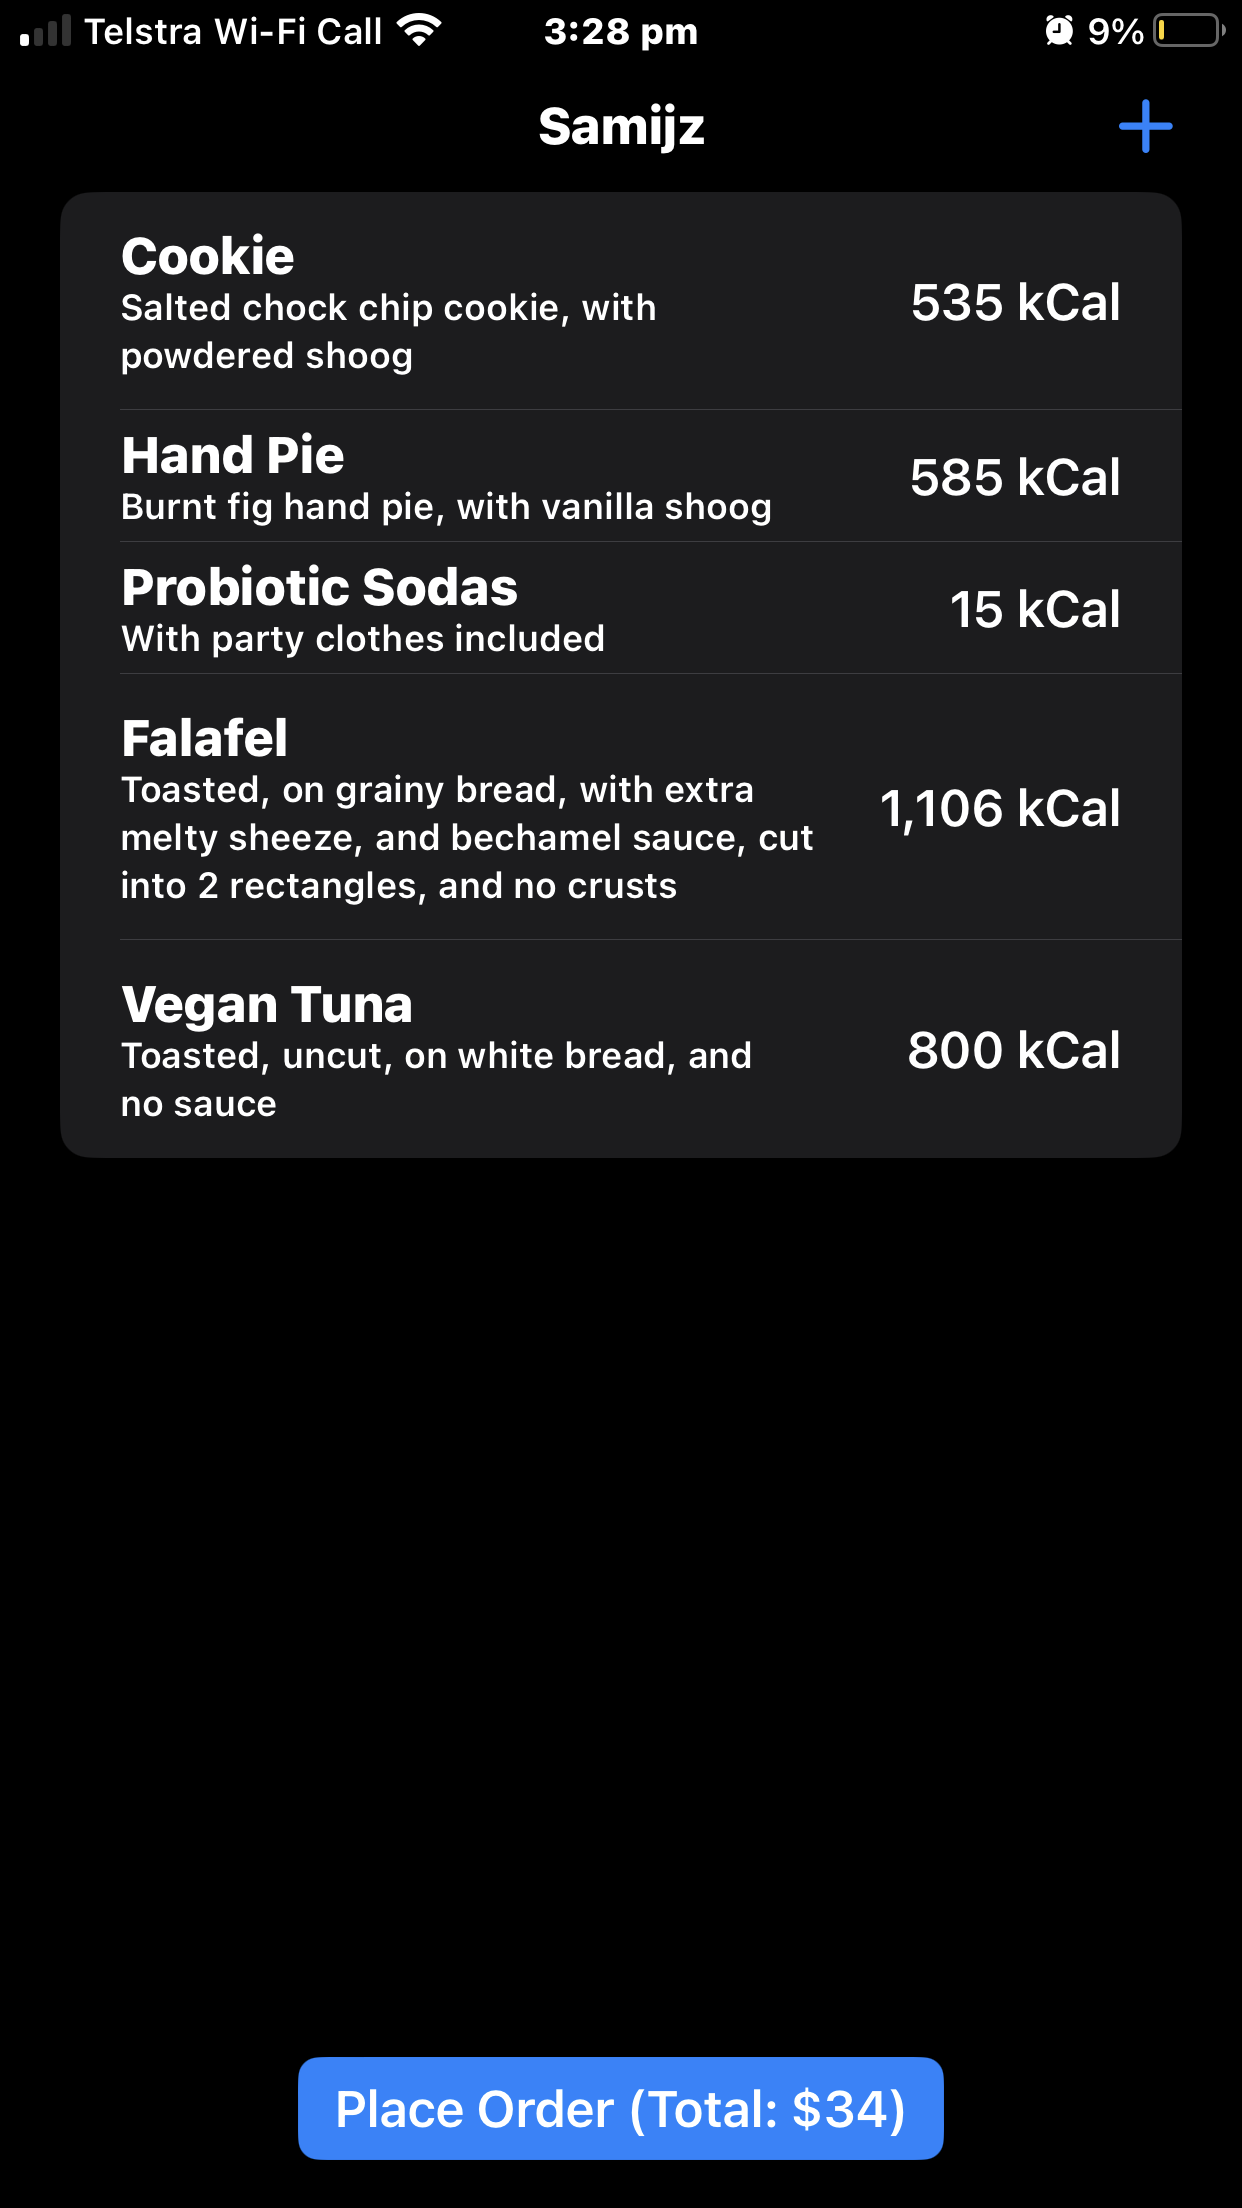 Telstra Wi-Fi Call 3:28 pm 9%
Samijz
Cookie
Salted chock chip cookie, with
powdered shoog
535 kCal
Hand Pie
Burnt fig hand pie, with vanilla shoog
585 kCal
Probiotic Sodas
With party clothes included
15 kCal
Falafel
Toasted, on grainy bread, with extra
melty sheeze, and bechamel sauce, cut
into 2 rectangles, and no crusts
1,106 kCal
Vegan Tuna
Toasted, uncut, on white bread, and
no sauce
800 kCal
Place Order (Total: $34)